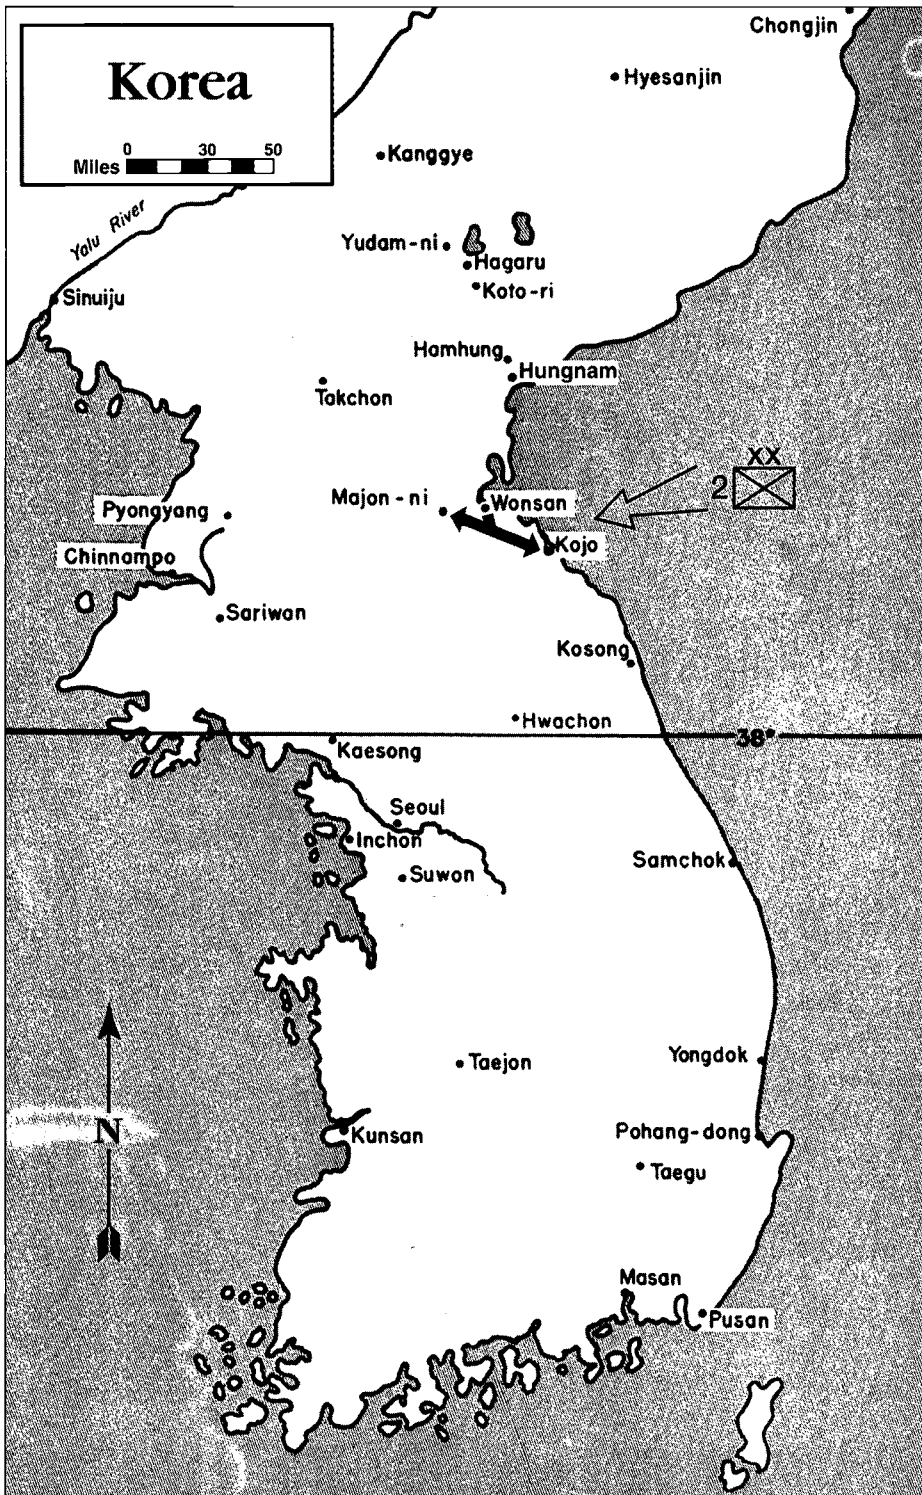 Chongjin
Korea
Hyesanjin
0 30 50
Miles
Kanggye
Yalu River
Yudam-ni
Hagaru
Koto-ri
Sinuiju
Hamhung
Hungnam
Tokchon
XX
2
Majon-ni
Wonsan
Pyongyang
Kojo
Chinnampo
Sariwan
Kosong
Hwachon
38°
Kaesong
Seoul
Inchon
Samchok
Suwon
Yongdok
Taejon
N
Kunsan
Pohang-dong
Taegu
Masan
Pusan